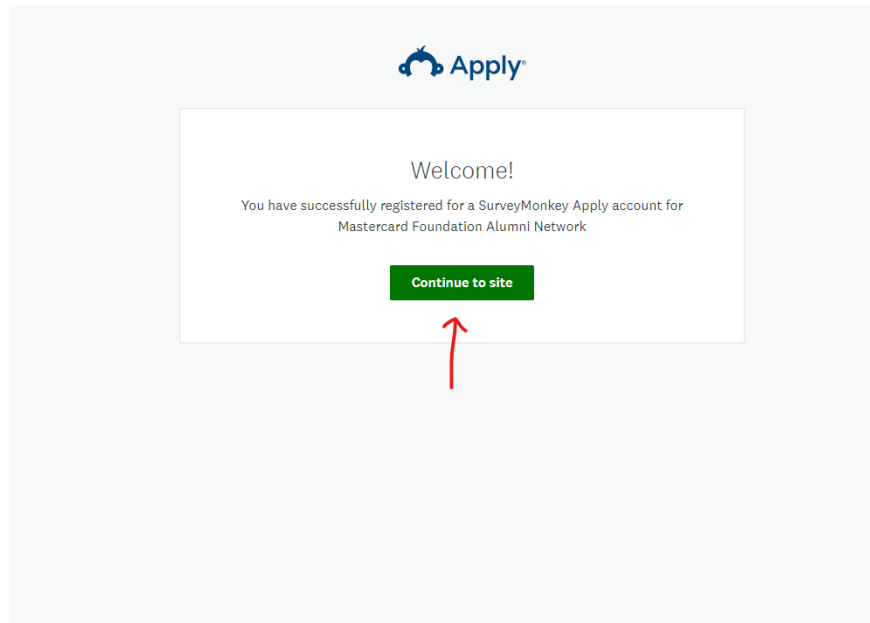 Apply®
Welcome!
You have successfully registered for a SurveyMonkey Apply account for
Mastercard Foundation Alumni Network
Continue to site